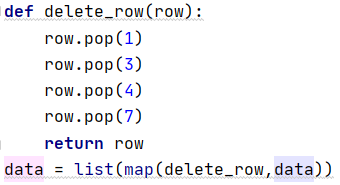 def delete_row(row):
    row.pop(1)
    row.pop(3)
    row.pop(4)
    row.pop(7)
    return row
data = list(map(delete_row,data))